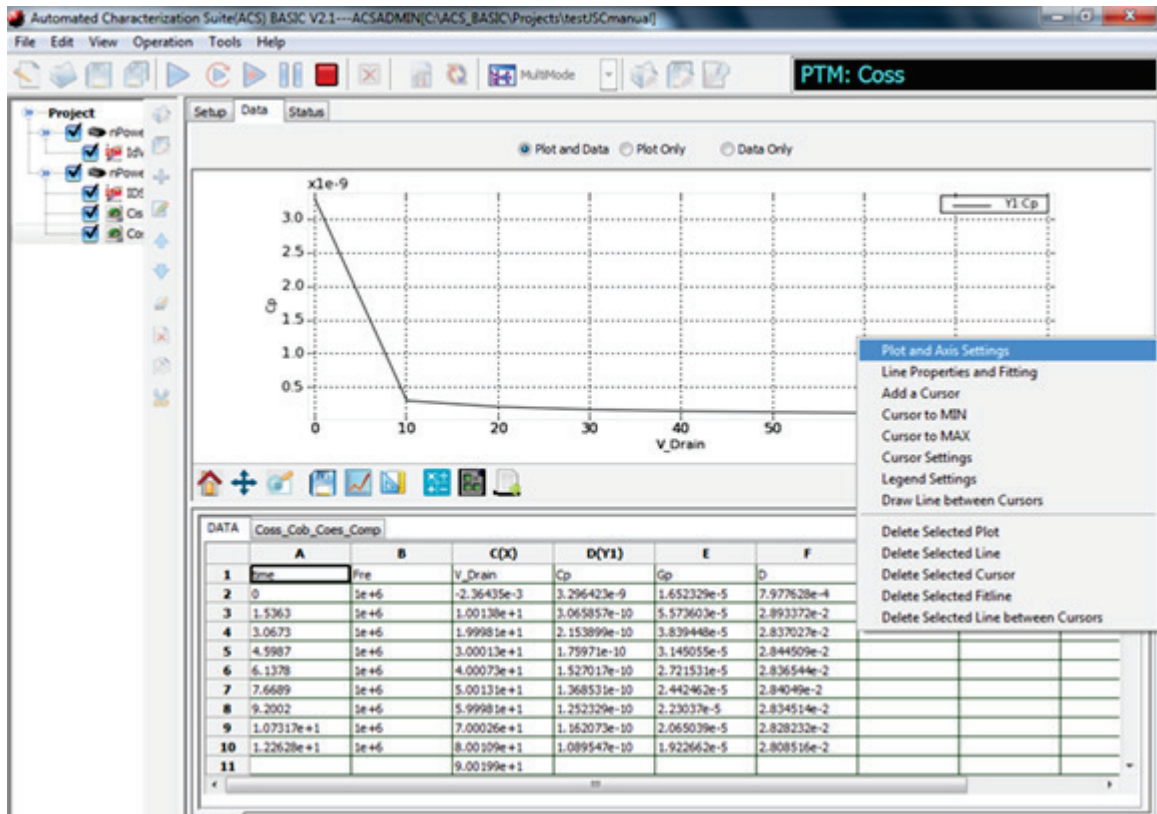 Automated Characterization Suite(ACS) BASIC V2.1---ACSADMIN[C:\ACS_BASIC\Projects\testJSCmanual]
File Edit View Operation Tools Help
MultiMode
PTM: Coss
Project
nPowe
IdV
nPowe
IDS
Cis
Co
Setup Data Status
Plot and Data Plot Only Data Only
x1e-9
Y1 Cp
3.0
2.5
2.0
1.5
1.0
0.5
Cp
0 10 20 30 40 50
V_Drain
Plot and Axis Settings
Line Properties and Fitting
Add a Cursor
Cursor to MIN
Cursor to MAX
Cursor Settings
Legend Settings
Draw Line between Cursors
Delete Selected Plot
Delete Selected Line
Delete Selected Cursor
Delete Selected Fitline
Delete Selected Line between Cursors
DATA Coss_Cob_Coes_Comp
A B C(X) D(Y1) E F
1 time Fre V_Drain Cp Gp D
2 0 1e+6 -2.36435e-3 3.296423e-9 1.652329e-5 7.977628e-4
3 1.5363 1e+6 1.00138e+1 3.065857e-10 5.573603e-5 2.893372e-2
4 3.0673 1e+6 1.99981e+1 2.153899e-10 3.839448e-5 2.837027e-2
5 4.5987 1e+6 3.00013e+1 1.75971e-10 3.145055e-5 2.844509e-2
6 6.1378 1e+6 4.00073e+1 1.527017e-10 2.721531e-5 2.836544e-2
7 7.6689 1e+6 5.00131e+1 1.368531e-10 2.442462e-5 2.84049e-2
8 9.2002 1e+6 5.99981e+1 1.252329e-10 2.23037e-5 2.834514e-2
9 1.07317e+1 1e+6 7.00026e+1 1.162073e-10 2.065039e-5 2.828232e-2
10 1.22628e+1 1e+6 8.00109e+1 1.089547e-10 1.922662e-5 2.808516e-2
11 9.00199e+1